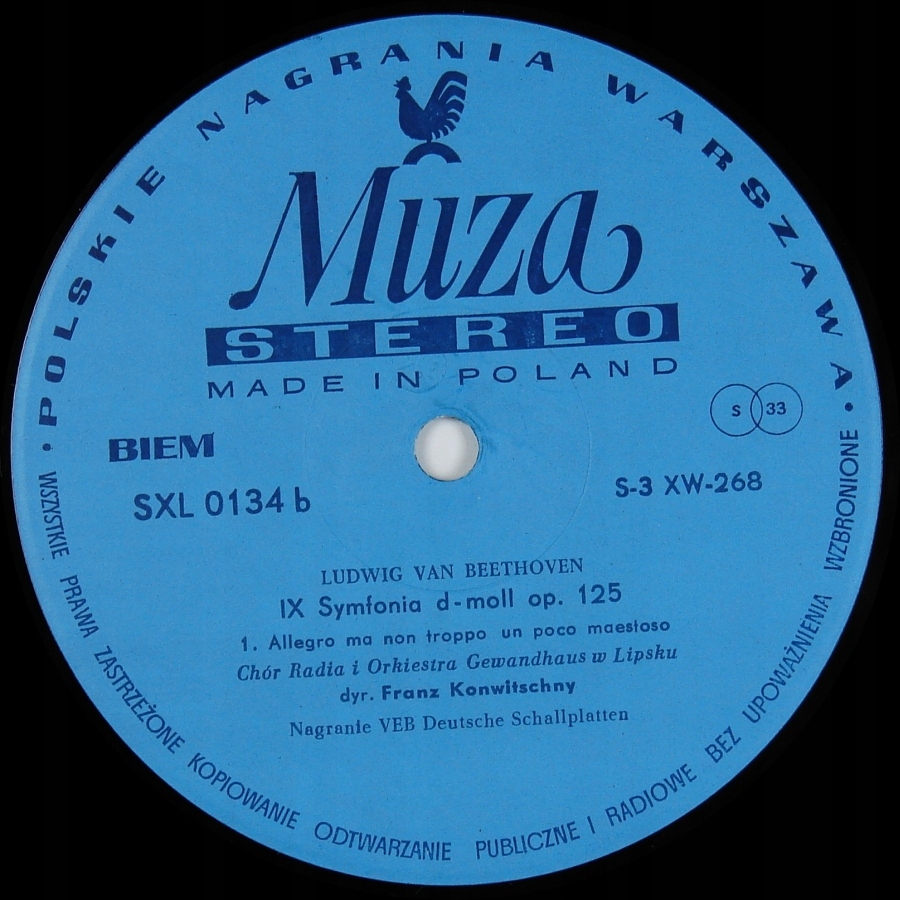 • POLSKIE NAGRANIA WARSZAWA •
Muza
STEREO
MADE IN POLAND
S 33
BIEM
SXL 0134 b
S-3 XW-268
LUDWIG VAN BEETHOVEN
IX Symfonia d-moll op. 125
1. Allegro ma non troppo un poco maestoso
Chór Radia i Orkiestra Gewandhaus w Lipsku
dyr. Franz Konwitschny
Nagranie VEB Deutsche Schallplatten
WSZYSTKIE PRAWA ZASTRZEŻONE KOPIOWANIE ODTWARZANIE PUBLICZNE I RADIOWE BEZ UPOWAŻNIENIA WZBRONIONE